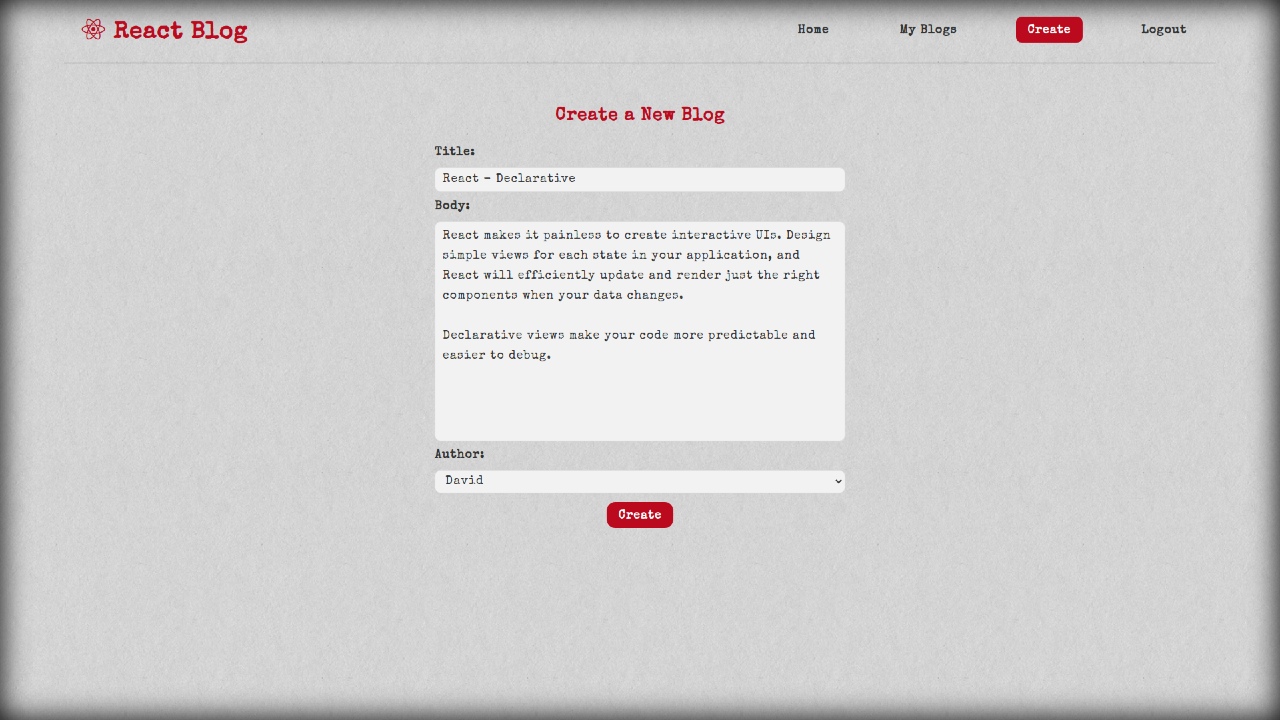 React Blog
Home
My Blogs
Create
Logout
Create a New Blog
Title:
React - Declarative
Body:
React makes it painless to create interactive UIs. Design
simple views for each state in your application, and
React will efficiently update and render just the right
components when your data changes.
Declarative views make your code more predictable and
easier to debug.
Author:
David
Create